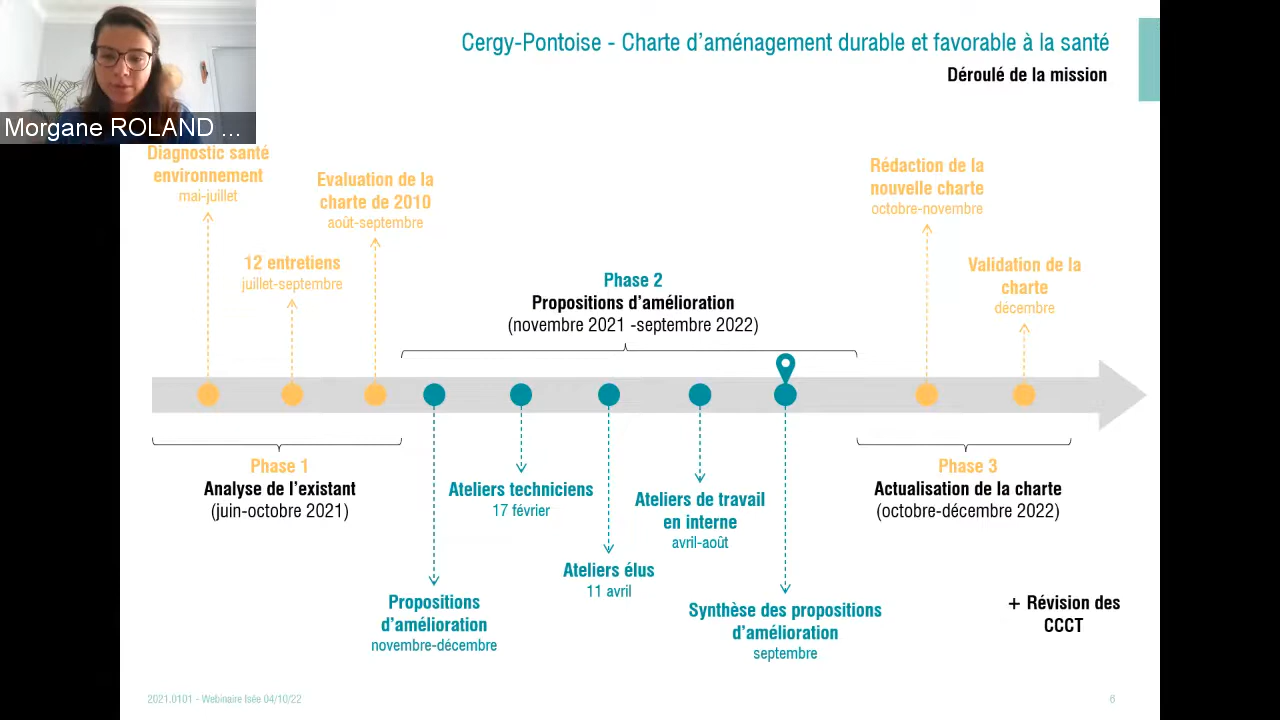 Cergy-Pontoise - Charte d’aménagement durable et favorable à la santé
Déroulé de la mission
Morgane ROLAND ...
Diagnostic santé
environnement
mai-juillet
12 entretiens
juillet-septembre
Evaluation de la
charte de 2010
août-septembre
Phase 2
Propositions d’amélioration
(novembre 2021 -septembre 2022)
Rédaction de la
nouvelle charte
octobre-novembre
Validation de la
charte
décembre
Phase 1
Analyse de l’existant
(juin-octobre 2021)
Propositions
d’amélioration
novembre-décembre
Ateliers techniciens
17 février
Ateliers élus
11 avril
Ateliers de travail
en interne
avril-août
Synthèse des propositions
d’amélioration
septembre
Phase 3
Actualisation de la charte
(octobre-décembre 2022)
+ Révision des
CCCT
2021.0101 - Webinaire Isée 04/10/22
6